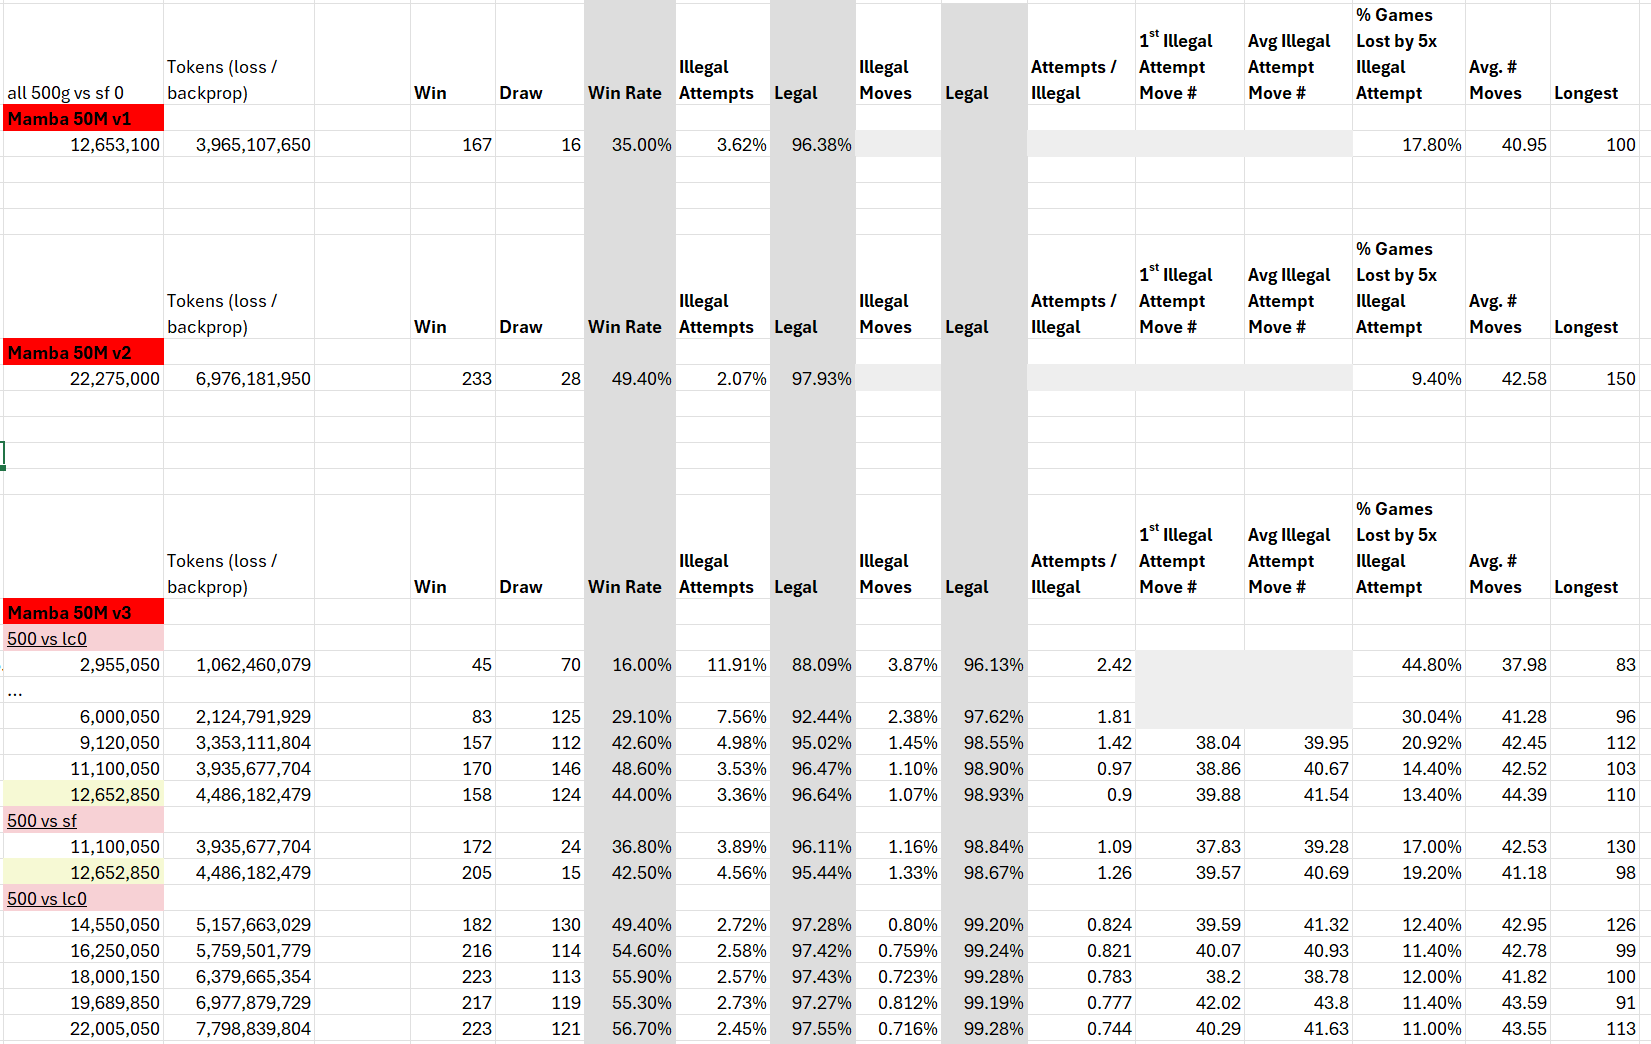 % Games
1st Illegal Avg Illegal Lost by 5x
Tokens (loss / Illegal Illegal Attempts / Attempt Attempt Illegal Avg. #
all 500g vs sf 0 backprop) Win Draw Win Rate Attempts Legal Moves Legal Illegal Move # Move # Attempt Moves Longest
Mamba 50M v1
12,653,100 3,965,107,650 167 16 35.00% 3.62% 96.38% 17.80% 40.95 100
% Games
1st Illegal Avg Illegal Lost by 5x
Tokens (loss / Illegal Illegal Attempts / Attempt Attempt Illegal Avg. #
backprop) Win Draw Win Rate Attempts Legal Moves Legal Illegal Move # Move # Attempt Moves Longest
Mamba 50M v2
22,275,000 6,976,181,950 233 28 49.40% 2.07% 97.93% 9.40% 42.58 150
% Games
1st Illegal Avg Illegal Lost by 5x
Tokens (loss / Illegal Illegal Attempts / Attempt Attempt Illegal Avg. #
backprop) Win Draw Win Rate Attempts Legal Moves Legal Illegal Move # Move # Attempt Moves Longest
Mamba 50M v3
500 vs lc0
2,955,050 1,062,460,079 45 70 16.00% 11.91% 88.09% 3.87% 96.13% 2.42 44.80% 37.98 83
...
6,000,050 2,124,791,929 83 125 29.10% 7.56% 92.44% 2.38% 97.62% 1.81 30.04% 41.28 96
9,120,050 3,353,111,804 157 112 42.60% 4.98% 95.02% 1.45% 98.55% 1.42 38.04 39.95 20.92% 42.45 112
11,100,050 3,935,677,704 170 146 48.60% 3.53% 96.47% 1.10% 98.90% 0.97 38.86 40.67 14.40% 42.52 103
12,652,850 4,486,182,479 158 124 44.00% 3.36% 96.64% 1.07% 98.93% 0.9 39.88 41.54 13.40% 44.39 110
500 vs sf
11,100,050 3,935,677,704 172 24 36.80% 3.89% 96.11% 1.16% 98.84% 1.09 37.83 39.28 17.00% 42.53 130
12,652,850 4,486,182,479 205 15 42.50% 4.56% 95.44% 1.33% 98.67% 1.26 39.57 40.69 19.20% 41.18 98
500 vs lc0
14,550,050 5,157,663,029 182 130 49.40% 2.72% 97.28% 0.80% 99.20% 0.824 39.59 41.32 12.40% 42.95 126
16,250,050 5,759,501,779 216 114 54.60% 2.58% 97.42% 0.759% 99.24% 0.821 40.07 40.93 11.40% 42.78 99
18,000,150 6,379,665,354 223 113 55.90% 2.57% 97.43% 0.723% 99.28% 0.783 38.2 38.78 12.00% 41.82 100
19,689,850 6,977,879,729 217 119 55.30% 2.73% 97.27% 0.812% 99.19% 0.777 42.02 43.8 11.40% 43.59 91
22,005,050 7,798,839,804 223 121 56.70% 2.45% 97.55% 0.716% 99.28% 0.744 40.29 41.63 11.00% 43.55 113